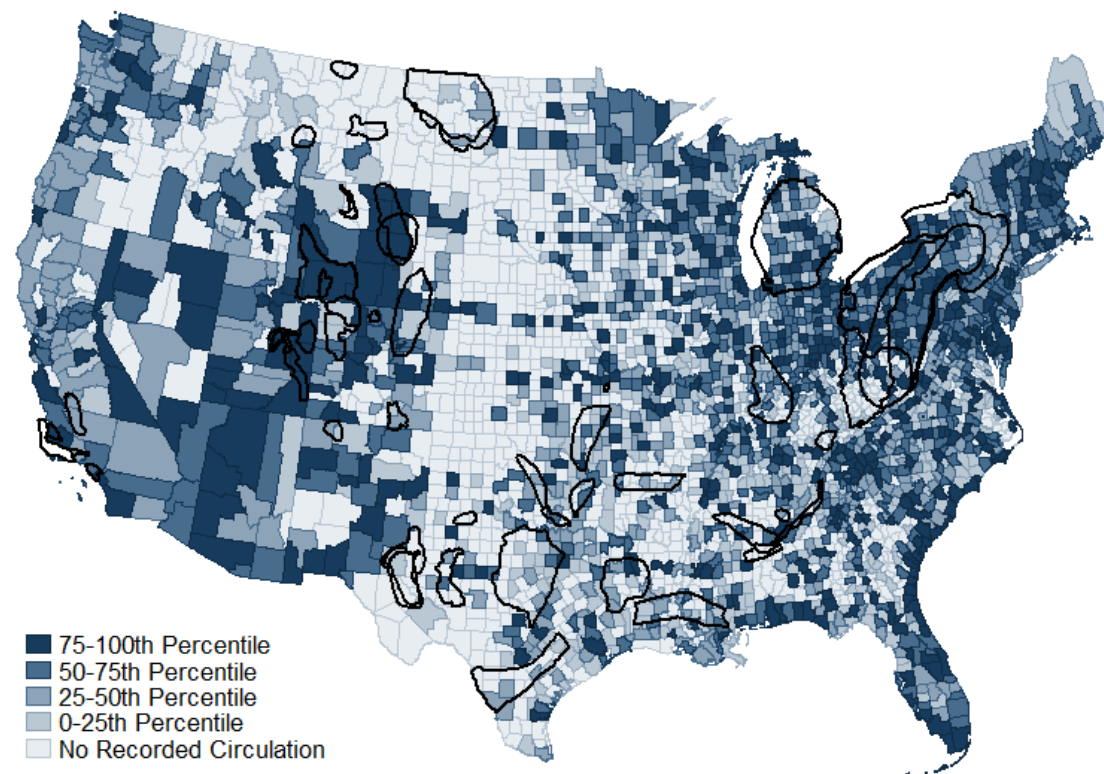 75-100th Percentile
50-75th Percentile
25-50th Percentile
0-25th Percentile
No Recorded Circulation